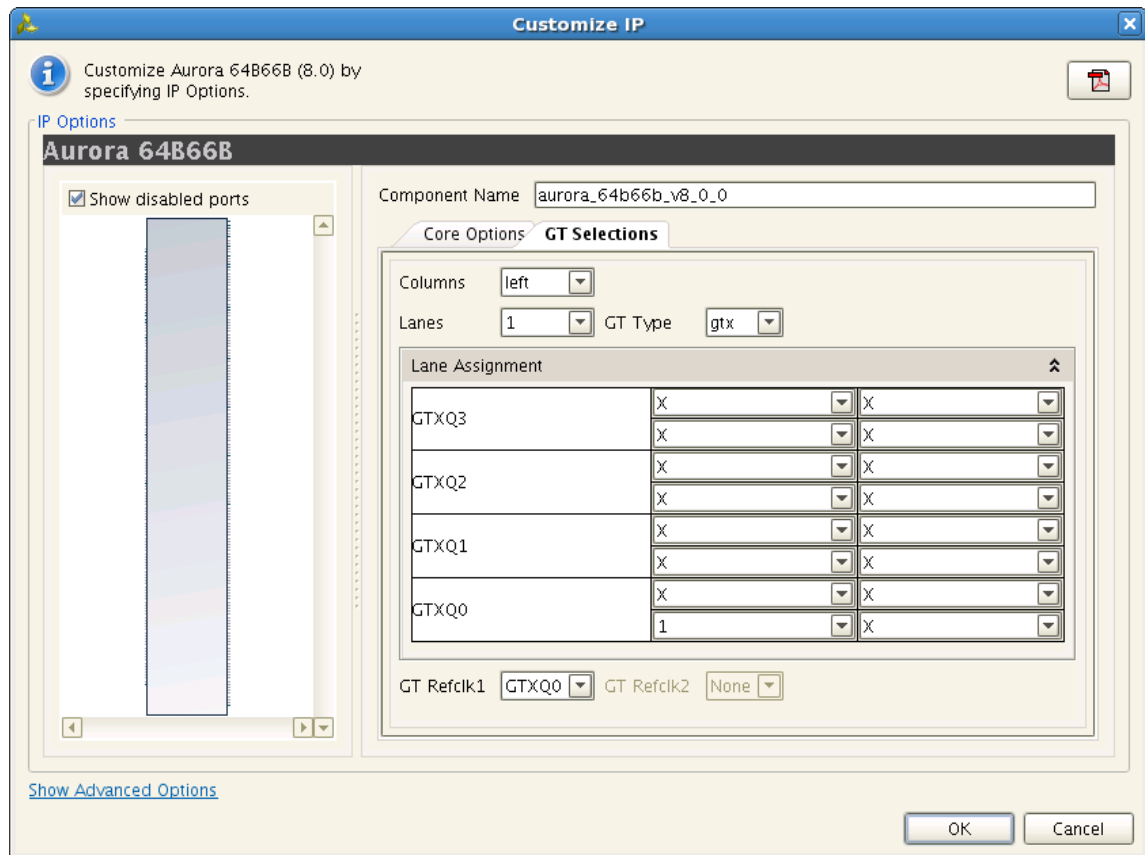 Customize IP
Customize Aurora 64B66B (8.0) by
specifying IP Options.
IP Options
Aurora 64B66B
Show disabled ports
Component Name aurora_64b66b_v8_0_0
Core Options GT Selections
Columns left
Lanes 1 GT Type gtx
Lane Assignment
GTXQ3
X X
X X
GTXQ2
X X
X X
GTXQ1
X X
X X
GTXQ0
X X
1 X
GT Refclk1 GTXQ0 GT Refclk2 None
Show Advanced Options
OK Cancel